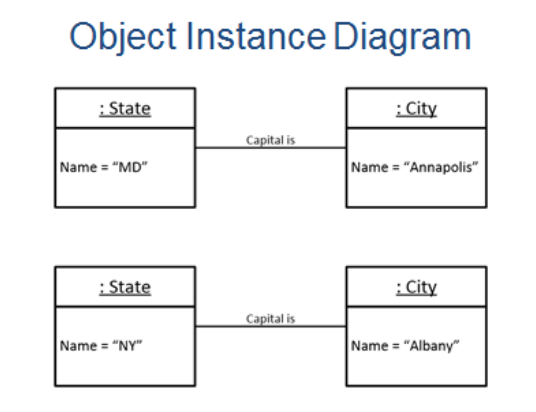 Object Instance Diagram
: State
Capital is
: City
Name = “MD”
Name = “Annapolis”
: State
Capital is
: City
Name = “NY”
Name = “Albany”